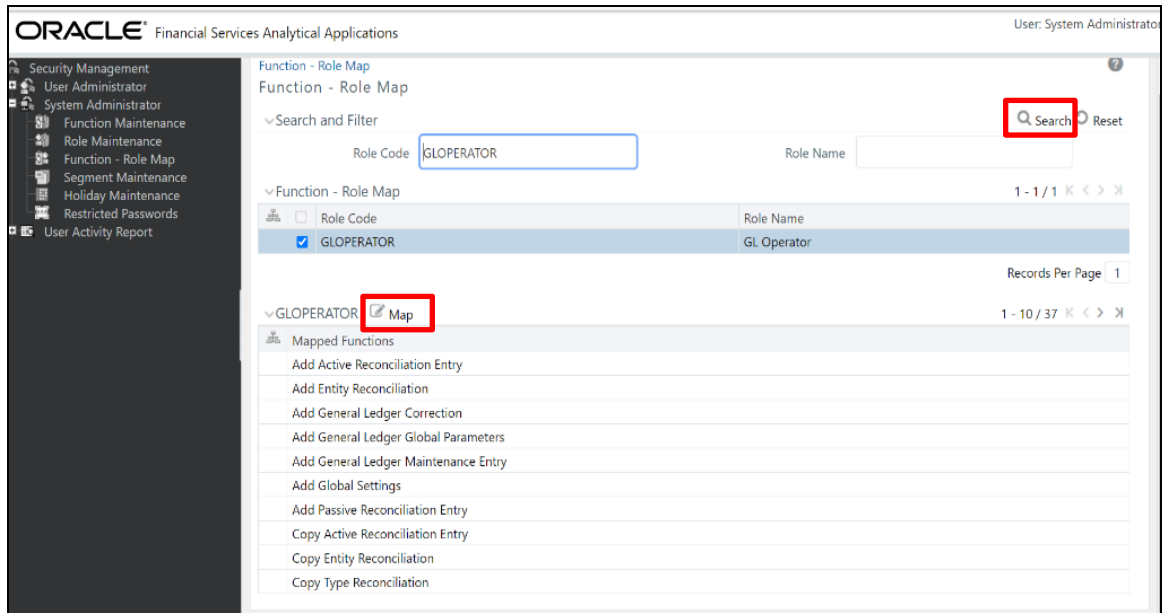 ORACLE® Financial Services Analytical Applications
User: System Administrator
Security Management
User Administrator
System Administrator
Function Maintenance
Role Maintenance
Function - Role Map
Segment Maintenance
Holiday Maintenance
Restricted Passwords
User Activity Report
Function - Role Map
Function - Role Map
Search and Filter
Search Reset
Role Code GLOPERATOR Role Name
Function - Role Map 1 - 1 / 1
Role Code Role Name
GLOPERATOR GL Operator
Records Per Page 1
GLOPERATOR Map 1 - 10 / 37
Mapped Functions
Add Active Reconciliation Entry
Add Entity Reconciliation
Add General Ledger Correction
Add General Ledger Global Parameters
Add General Ledger Maintenance Entry
Add Global Settings
Add Passive Reconciliation Entry
Copy Active Reconciliation Entry
Copy Entity Reconciliation
Copy Type Reconciliation